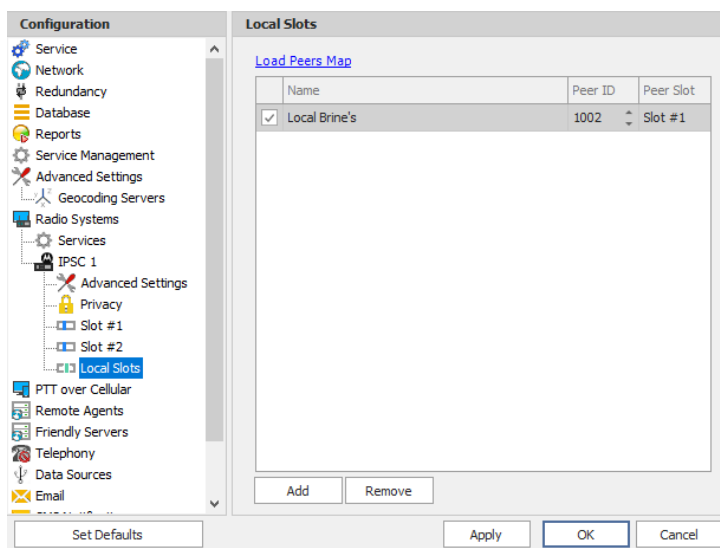 Configuration
Service
Network
Redundancy
Database
Reports
Service Management
Advanced Settings
Geocoding Servers
Radio Systems
Services
IPSC 1
Advanced Settings
Privacy
Slot #1
Slot #2
Local Slots
PTT over Cellular
Remote Agents
Friendly Servers
Telephony
Data Sources
Email
Set Defaults
Local Slots
Load Peers Map
Name Peer ID Peer Slot
Local Brine's 1002 Slot #1
Add Remove
Apply OK Cancel